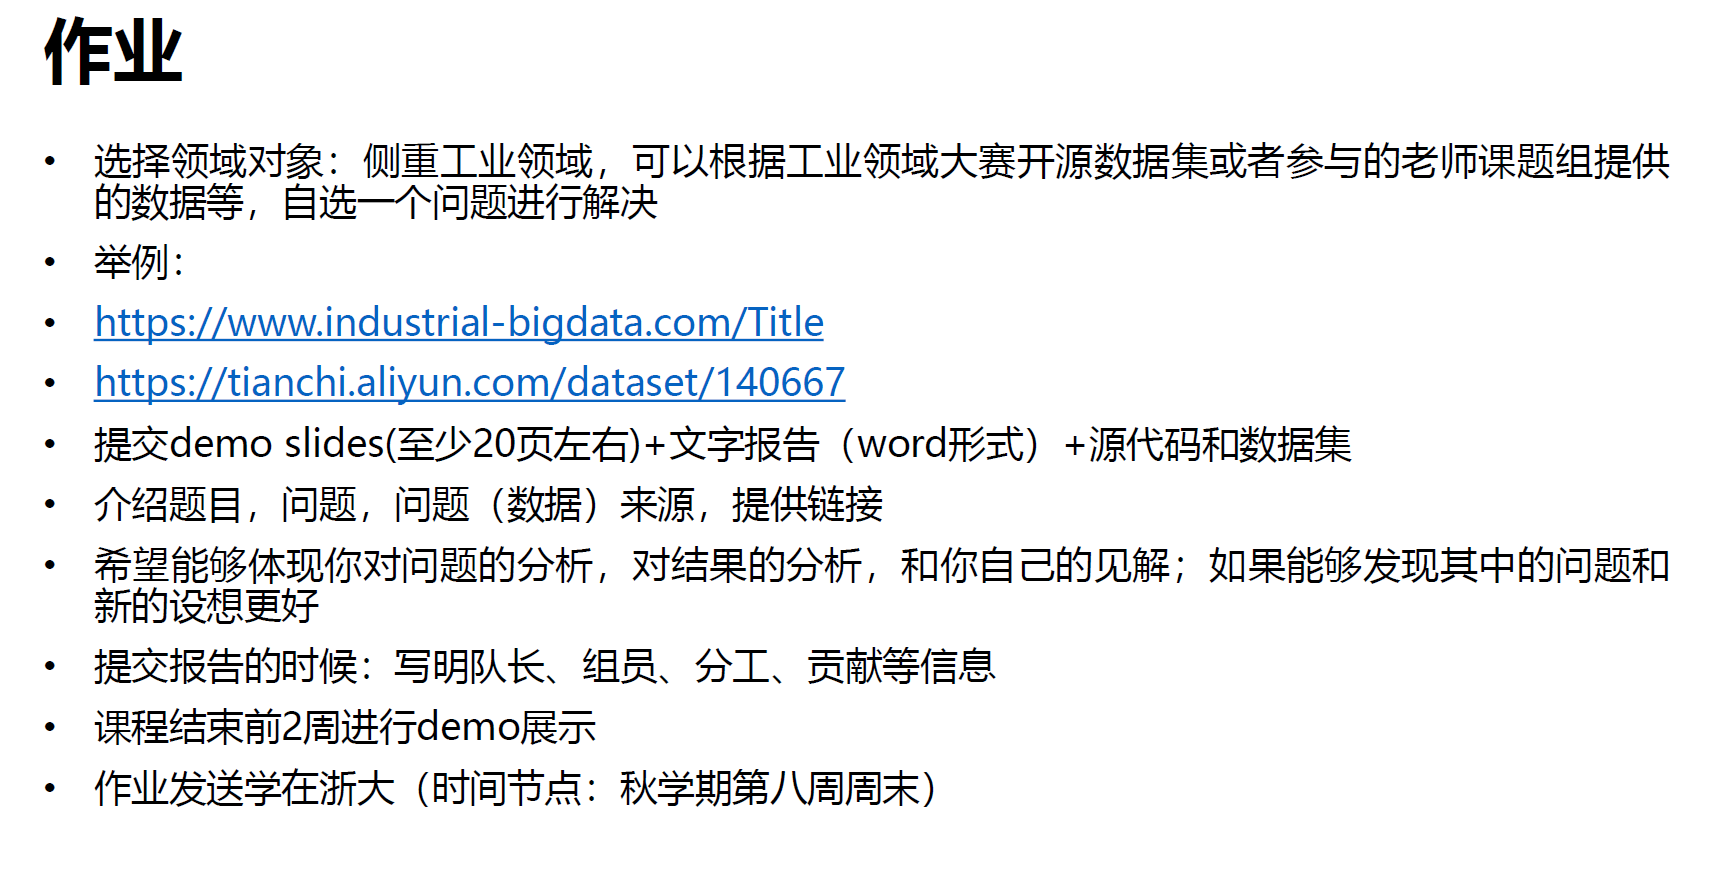 作业
• 选择领域对象：侧重工业领域，可以根据工业领域大赛开源数据集或者参与的老师课题组提供
的数据等，自选一个问题进行解决
• 举例：
• https://www.industrial-bigdata.com/Title
• https://tianchi.aliyun.com/dataset/140667
• 提交demo slides(至少20页左右)+文字报告（word形式）+源代码和数据集
• 介绍题目，问题，问题（数据）来源，提供链接
• 希望能够体现你对问题的分析，对结果的分析，和你自己的见解；如果能够发现其中的问题和
新的设想更好
• 提交报告的时候：写明队长、组员、分工、贡献等信息
• 课程结束前2周进行demo展示
• 作业发送学在浙大（时间节点：秋学期第八周周末）